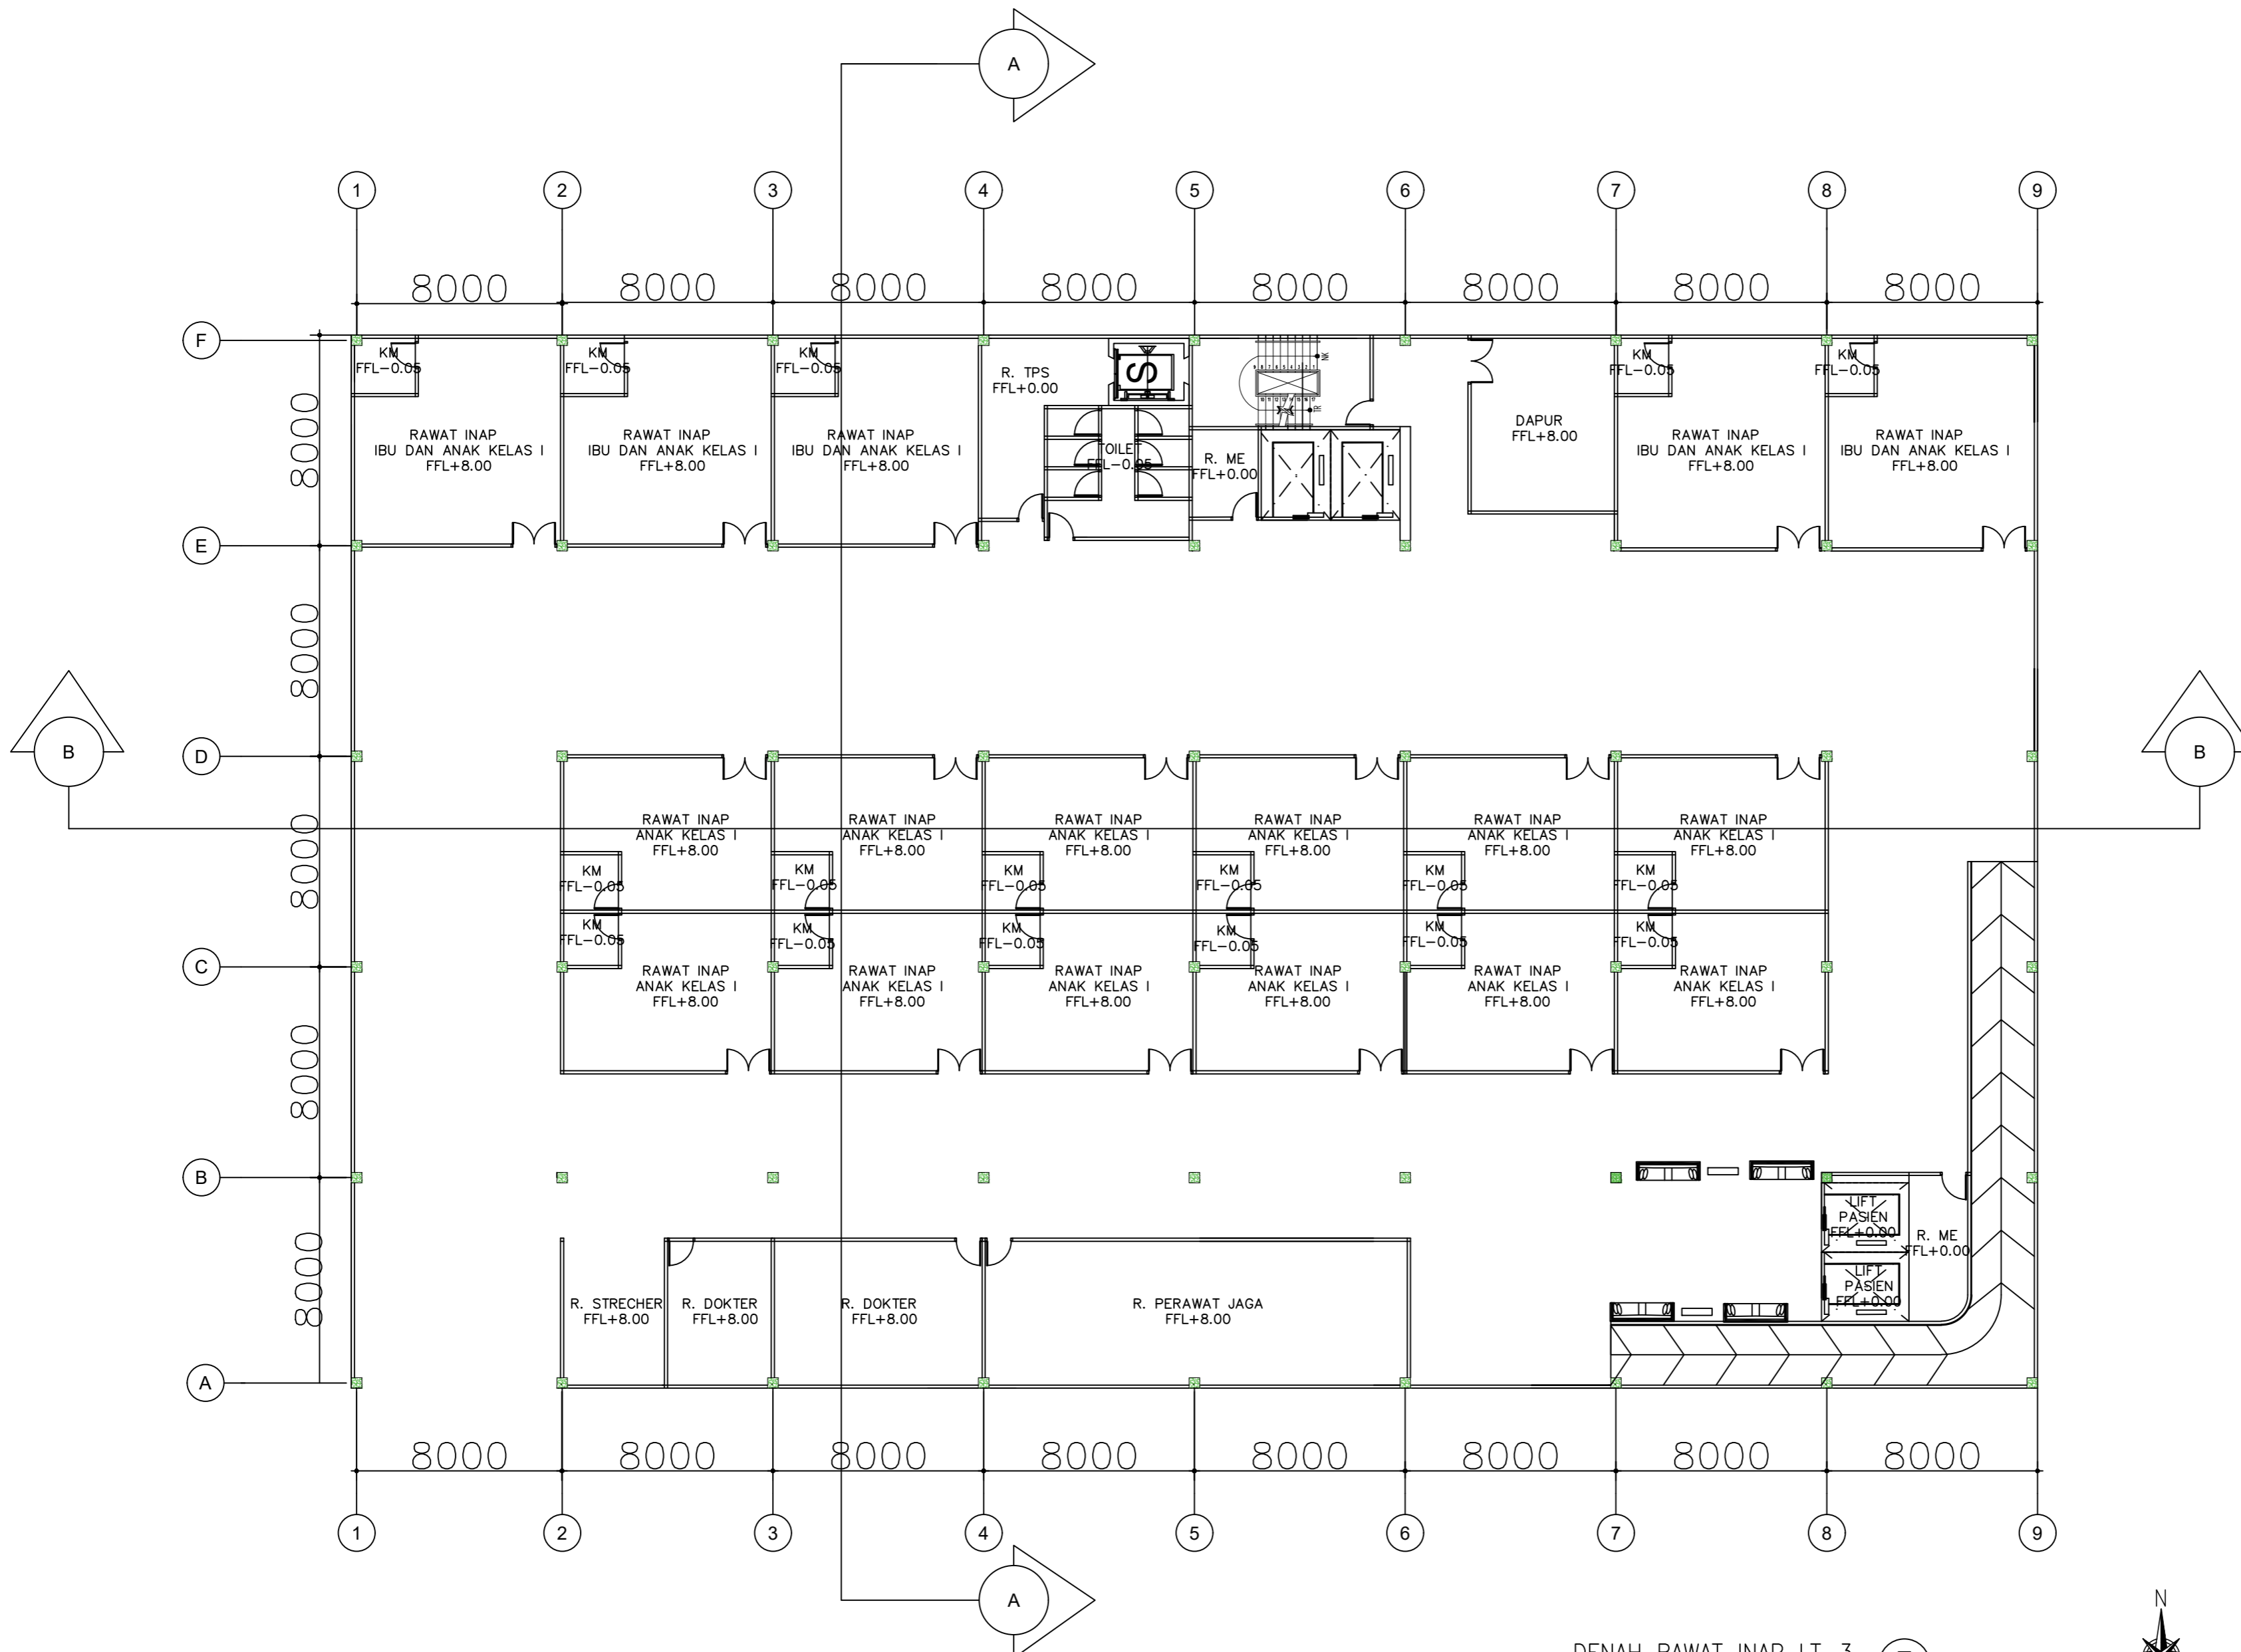 A
1 2 3 4 5 6 7 8 9
8000 8000 8000 8000 8000 8000 8000 8000
F
KM KM KM KM KM
FFL-0.05 FFL-0.05 FFL-0.05 FFL-0.05 FFL-0.05
R. TPS
FFL+0.00
S
NK
TR
8000
DAPUR
FFL+8.00
RAWAT INAP RAWAT INAP RAWAT INAP RAWAT INAP RAWAT INAP
IBU DAN ANAK KELAS I IBU DAN ANAK KELAS I IBU DAN ANAK KELAS I IBU DAN ANAK KELAS I IBU DAN ANAK KELAS I
FFL+8.00 FFL+8.00 FFL+8.00 FFL+8.00 FFL+8.00
TOILET
FFL-0.05
R. ME
FFL+0.00
E
8000
B B
D
RAWAT INAP RAWAT INAP RAWAT INAP RAWAT INAP RAWAT INAP RAWAT INAP
ANAK KELAS I ANAK KELAS I ANAK KELAS I ANAK KELAS I ANAK KELAS I ANAK KELAS I
FFL+8.00 FFL+8.00 FFL+8.00 FFL+8.00 FFL+8.00 FFL+8.00
8000
KM KM KM KM KM KM
FFL-0.05 FFL-0.05 FFL-0.05 FFL-0.05 FFL-0.05 FFL-0.05
KM KM KM KM KM KM
FFL-0.05 FFL-0.05 FFL-0.05 FFL-0.05 FFL-0.05 FFL-0.05
C
RAWAT INAP RAWAT INAP RAWAT INAP RAWAT INAP RAWAT INAP RAWAT INAP
ANAK KELAS I ANAK KELAS I ANAK KELAS I ANAK KELAS I ANAK KELAS I ANAK KELAS I
FFL+8.00 FFL+8.00 FFL+8.00 FFL+8.00 FFL+8.00 FFL+8.00
8000
B
LIFT
PASIEN
FFL+0.00
R. ME
FFL+0.00
LIFT
PASIEN
FFL+0.00
8000
R. STRECHER R. DOKTER R. DOKTER R. PERAWAT JAGA
FFL+8.00 FFL+8.00 FFL+8.00 FFL+8.00
A
8000 8000 8000 8000 8000 8000 8000 8000
1 2 3 4 5 6 7 8 9
A
N
DENAH RAWAT INAP LT. 3